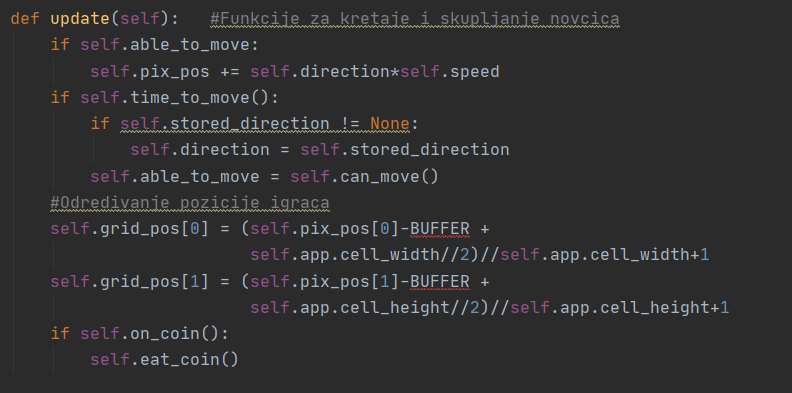 def update(self):   #Funkcije za kretaje i skupljanje novcica
    if self.able_to_move:
        self.pix_pos += self.direction*self.speed
    if self.time_to_move():
        if self.stored_direction != None:
            self.direction = self.stored_direction
        self.able_to_move = self.can_move()
    #Odredivanje pozicije igraca
    self.grid_pos[0] = (self.pix_pos[0]-BUFFER +
                        self.app.cell_width//2)//self.app.cell_width+1
    self.grid_pos[1] = (self.pix_pos[1]-BUFFER +
                        self.app.cell_height//2)//self.app.cell_height+1
    if self.on_coin():
        self.eat_coin()